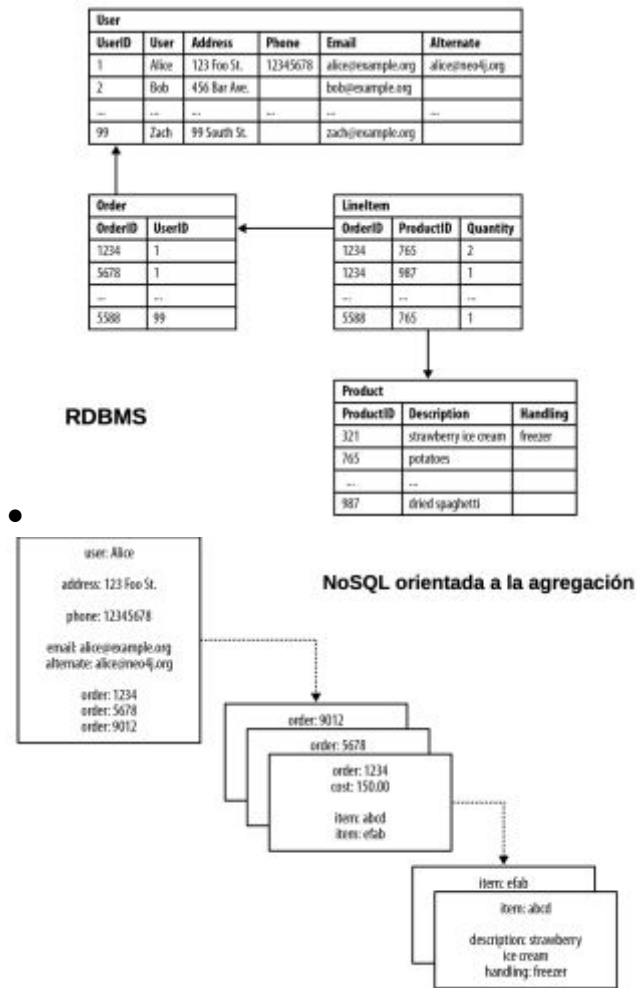 User
UserID User Address Phone Email Alternate
1 Alice 123 Foo St. 12345678 alice@example.org alice@neo4j.org
2 Bob 456 Bar Ave. bob@example.org
... ... ... ... ... ...
99 Zach 99 South St. zach@example.org
Order
OrderID UserID
1234 1
5678 1
... ...
5588 99
LineItem
OrderID ProductID Quantity
1234 765 2
1234 987 1
... ... ...
5588 765 1
RDBMS
Product
ProductID Description Handling
321 strawberry ice cream freezer
765 potatoes
... ...
987 dried spaghetti
NoSQL orientada a la agregación
user: Alice
address: 123 Foo St.
phone: 12345678
email: alice@example.org
alternate: alice@neo4j.org
order: 1234
order: 5678
order: 9012
order: 9012
order: 5678
order: 1234
cost: 150.00
item: abcd
item: efab
item: efab
item: abcd
description: strawberry
ice cream
handling: freezer